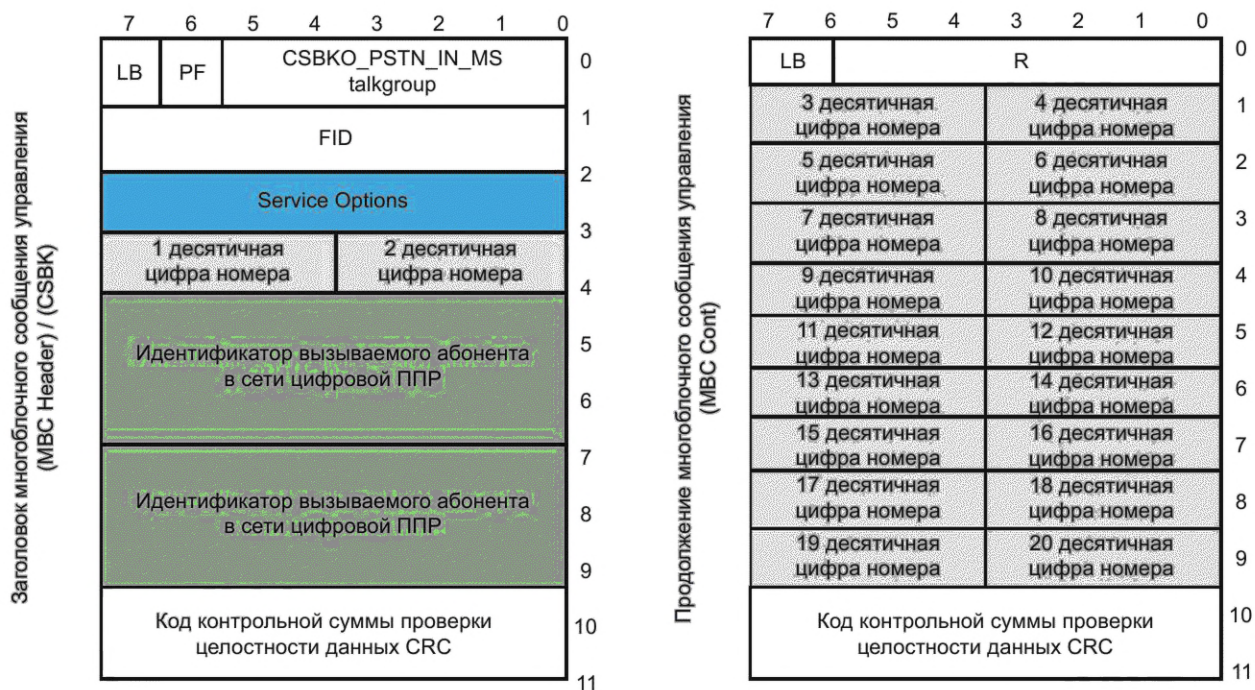 Заголовок многоблочного сообщения управления
(MBC Header) / (CSBK)
7 6 5 4 3 2 1 0
LB PF CSBKO_PSTN_IN_MS
talkgroup
0
1
FID
2
Service Options
3
1 десятичная
цифра номера
2 десятичная
цифра номера
4
Идентификатор вызываемого абонента
в сети цифровой ППР
5
6
7
Идентификатор вызываемого абонента
в сети цифровой ППР
8
9
Код контрольной суммы проверки
целостности данных CRC
10
11
Продолжение многоблочного сообщения управления
(MBC Cont)
7 6 5 4 3 2 1 0
LB R
0
3 десятичная
цифра номера
4 десятичная
цифра номера
1
5 десятичная
цифра номера
6 десятичная
цифра номера
2
7 десятичная
цифра номера
8 десятичная
цифра номера
3
9 десятичная
цифра номера
10 десятичная
цифра номера
4
11 десятичная
цифра номера
12 десятичная
цифра номера
5
13 десятичная
цифра номера
14 десятичная
цифра номера
6
15 десятичная
цифра номера
16 десятичная
цифра номера
7
17 десятичная
цифра номера
18 десятичная
цифра номера
8
19 десятичная
цифра номера
20 десятичная
цифра номера
9
Код контрольной суммы проверки
целостности данных CRC
10
11